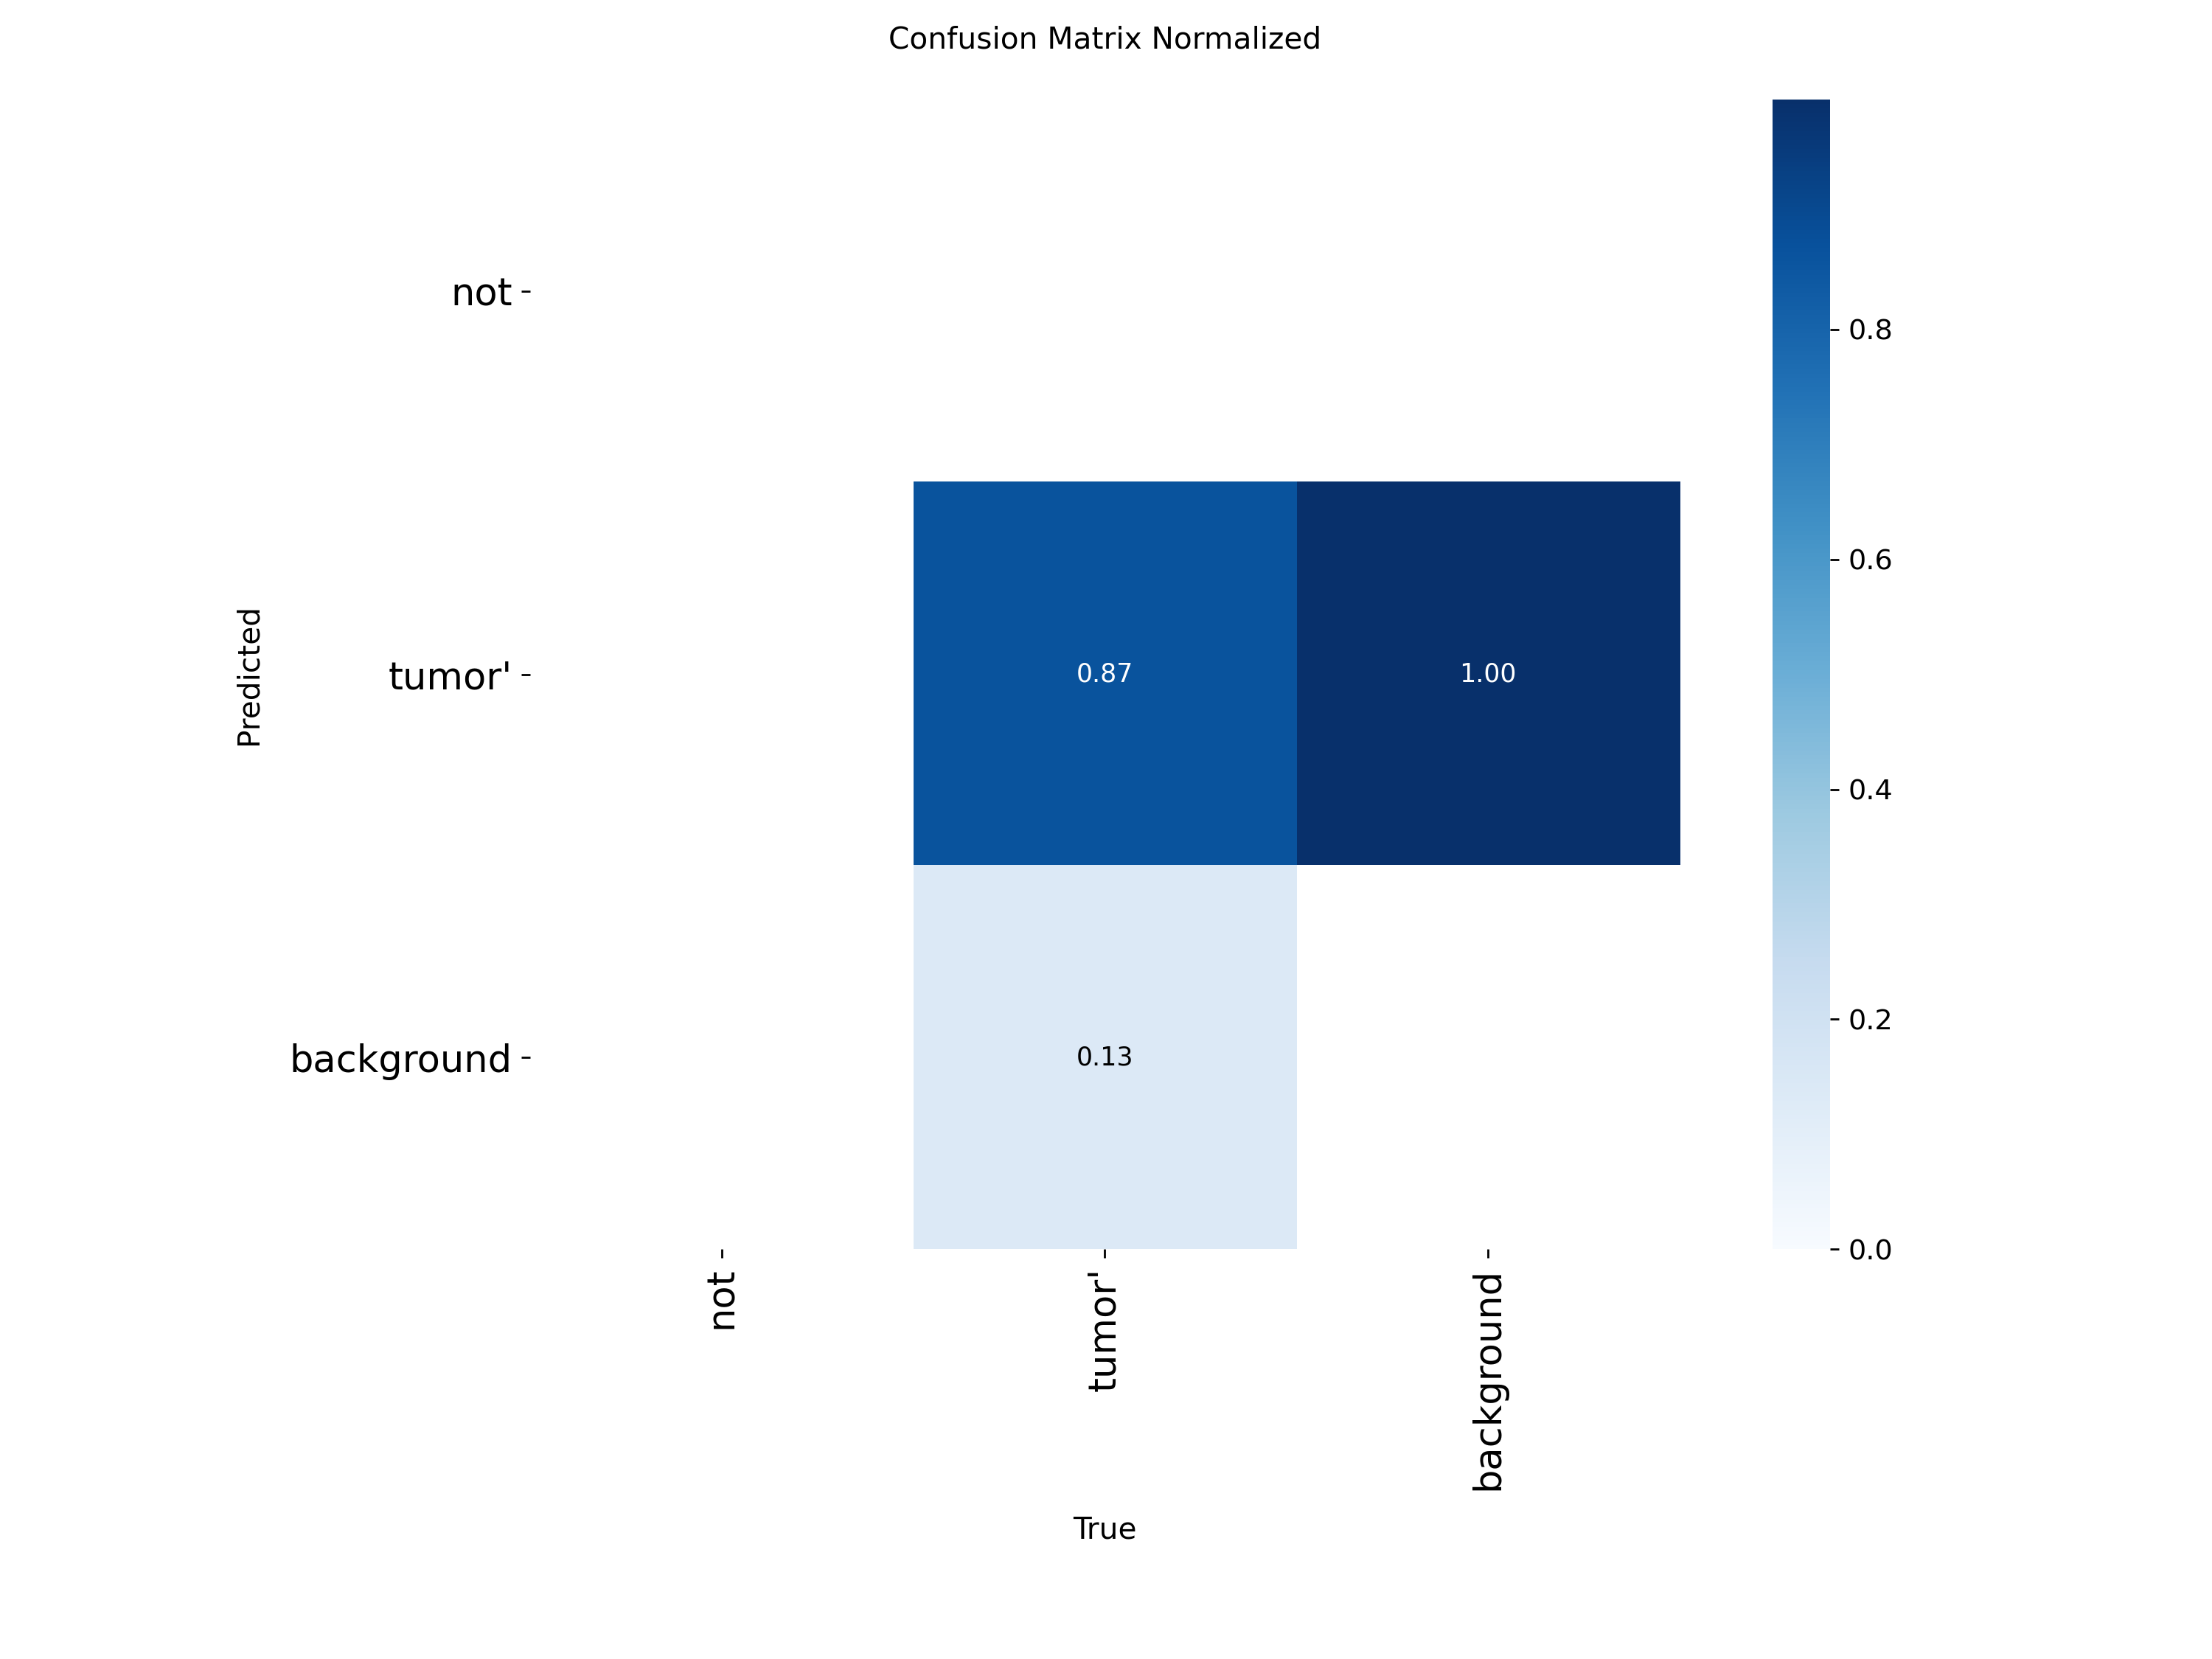 Confusion Matrix Normalized
not
tumor'
background
Predicted
0.87
1.00
0.13
not
tumor'
background
True
0.8
0.6
0.4
0.2
0.0